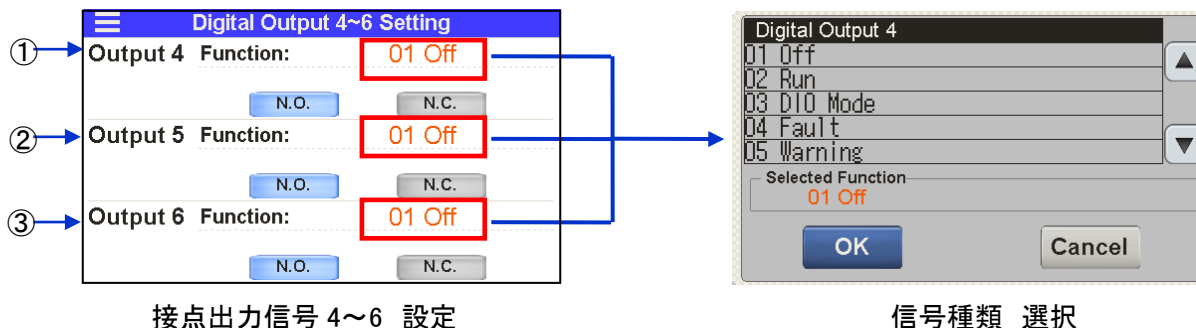 Digital Output 4~6 Setting
① Output 4 Function: 01 Off
N.O. N.C.
② Output 5 Function: 01 Off
N.O. N.C.
③ Output 6 Function: 01 Off
N.O. N.C.
接点出力信号 4～6 設定
Digital Output 4
01 Off
02 Run
03 DIO Mode
04 Fault
05 Warning
Selected Function
01 Off
OK Cancel
信号種類 選択